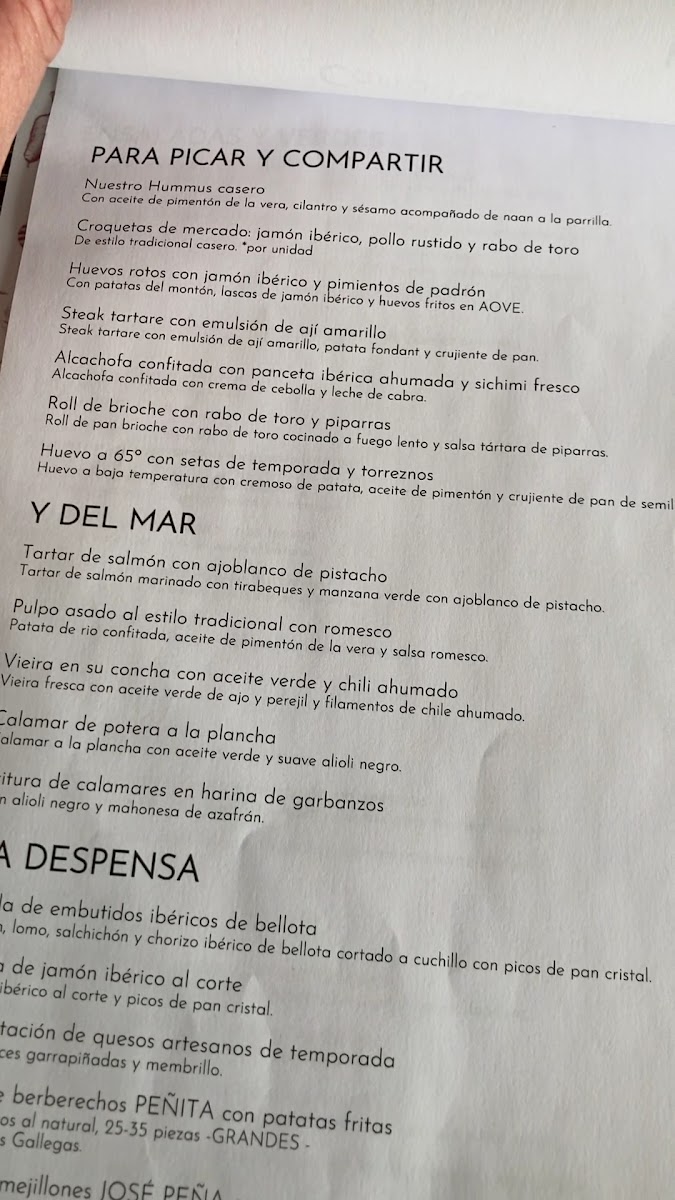 PARA PICAR Y COMPARTIR
Nuestro Hummus casero
Con aceite de pimentón de la vera, cilantro y sésamo acompañado de naan a la parrilla.
Croquetas de mercado: jamón ibérico, pollo rustido y rabo de toro
De estilo tradicional casero. *por unidad
Huevos rotos con jamón ibérico y pimientos de padrón
Con patatas del montón, lascas de jamón ibérico y huevos fritos en AOVE.
Steak tartare con emulsión de ají amarillo
Steak tartare con emulsión de ají amarillo, patata fondant y crujiente de pan.
Alcachofa confitada con panceta ibérica ahumada y sichimi fresco
Alcachofa confitada con crema de cebolla y leche de cabra.
Roll de brioche con rabo de toro y piparras
Roll de pan brioche con rabo de toro cocinado a fuego lento y salsa tártara de piparras.
Huevo a 65º con setas de temporada y torreznos
Huevo a baja temperatura con cremoso de patata, aceite de pimentón y crujiente de pan de semil
Y DEL MAR
Tartar de salmón con ajoblanco de pistacho
Tartar de salmón marinado con tirabeques y manzana verde con ajoblanco de pistacho.
Pulpo asado al estilo tradicional con romesco
Patata de rio confitada, aceite de pimentón de la vera y salsa romesco.
Vieira en su concha con aceite verde y chili ahumado
Vieira fresca con aceite verde de ajo y perejil y filamentos de chile ahumado.
Calamar de potera a la plancha
alamar a la plancha con aceite verde y suave alioli negro.
itura de calamares en harina de garbanzos
n alioli negro y mahonesa de azafrán.
A DESPENSA
la de embutidos ibéricos de bellota
, lomo, salchichón y chorizo ibérico de bellota cortado a cuchillo con picos de pan cristal.
de jamón ibérico al corte
ibérico al corte y picos de pan cristal.
tación de quesos artesanos de temporada
ces garrapiñadas y membrillo.
e berberechos PEÑITA con patatas fritas
os al natural, 25-35 piezas -GRANDES -
s Gallegas.
mejillones JOSÉ PEÑA